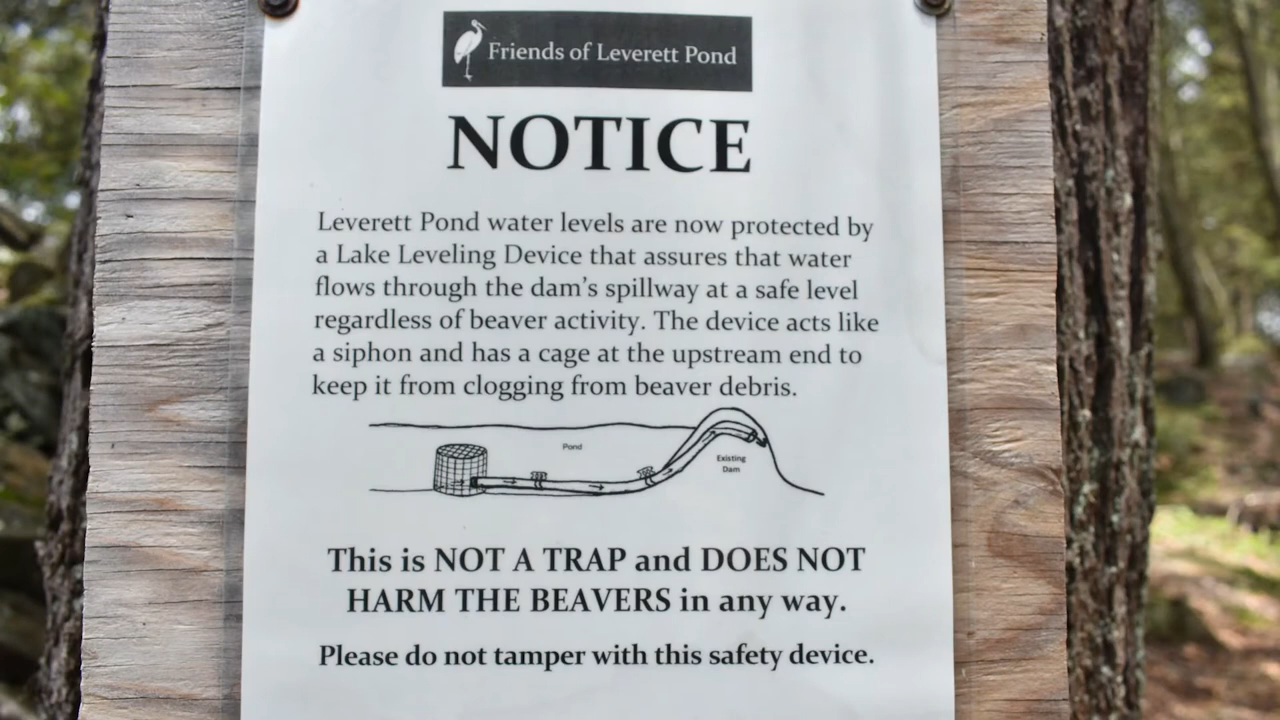 Friends of Leverett Pond
NOTICE
Leverett Pond water levels are now protected by
a Lake Leveling Device that assures that water
flows through the dam’s spillway at a safe level
regardless of beaver activity. The device acts like
a siphon and has a cage at the upstream end to
keep it from clogging from beaver debris.
Pond
Existing
Dam
This is NOT A TRAP and DOES NOT
HARM THE BEAVERS in any way.
Please do not tamper with this safety device.